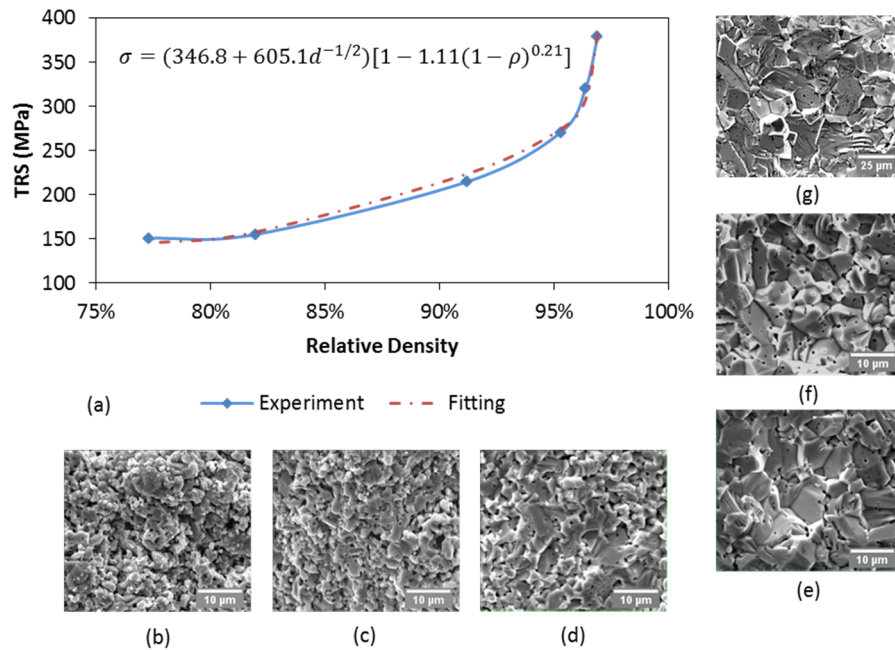 400
350
300
250
200
150
100
TRS (MPa)
σ = (346.8 + 605.1d^{−1/2})[1 − 1.11(1 − ρ)^{0.21}]
75%
80%
85%
90%
95%
100%
Relative Density
(a)
Experiment
Fitting
25 µm
(g)
10 µm
(f)
10 µm
(e)
10 µm
(b)
10 µm
(c)
10 µm
(d)